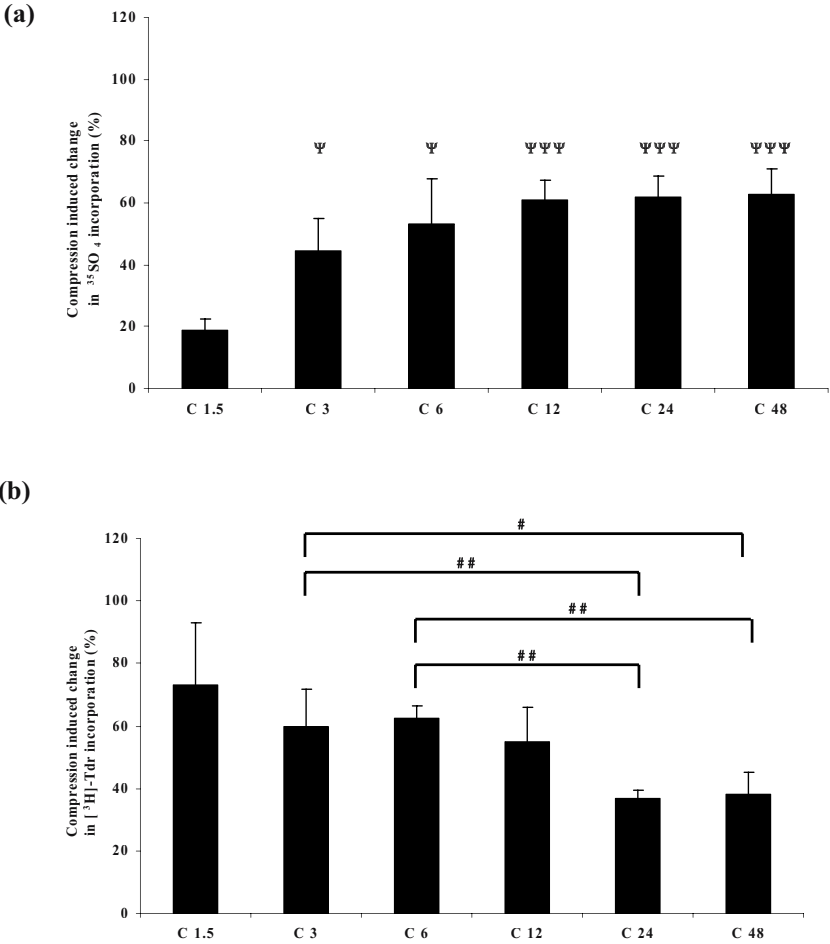 (a)
Compression induced change
in ³⁵SO ₄ incorporation (%)
120
100
80
60
40
20
0
Ψ
Ψ
ΨΨΨ
ΨΨΨ
ΨΨΨ
C 1.5
C 3
C 6
C 12
C 24
C 48
(b)
Compression induced change
in [³H]-Tdr incorporation (%)
120
100
80
60
40
20
0
#
##
##
##
C 1.5
C 3
C 6
C 12
C 24
C 48